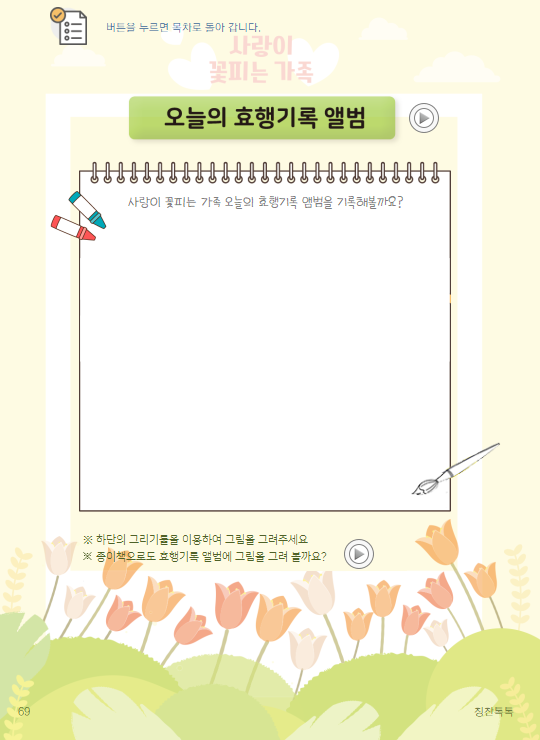 버튼을 누르면 목차로 돌아 갑니다.
사랑이
꽃피는 가족
오늘의 효행기록 앨범
사랑이 꽃피는 가족 오늘의 효행기록 앨범을 기록해볼까요?
※ 하단의 그리기툴을 이용하여 그림을 그려주세요
※ 종이책으로도 효행기록 앨범에 그림을 그려 볼까요?
69
칭찬톡톡